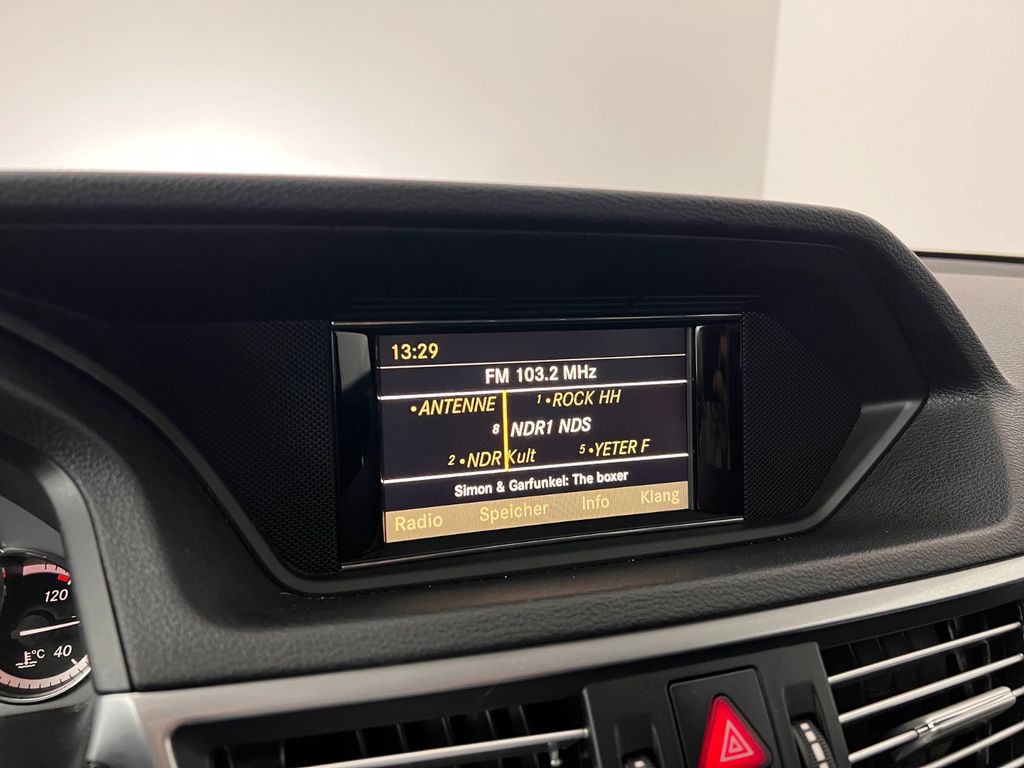 13:29
FM 103.2 MHz
•ANTENNE 1•ROCK HH
8 NDR1 NDS
2•NDR Kult 5•YETER F
Simon & Garfunkel: The boxer
Radio Speicher Info Klang
120
°C 40